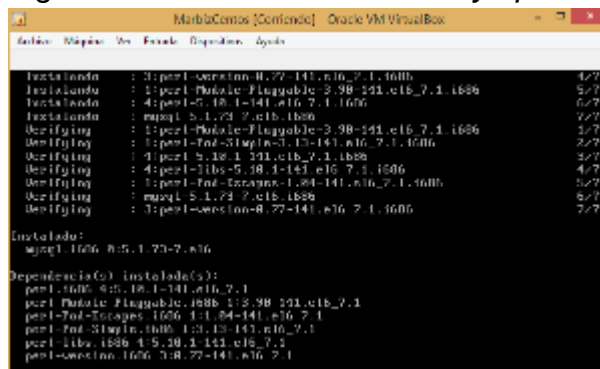 MarbizCentos [Corriendo] - Oracle VM VirtualBox
Archivo Máquina Ver Entrada Dispositivos Ayuda
Instalando : 3:perl-version-0.77-141.el6_7.1.i686 4/7
Instalando : 1:perl-Module-Pluggable-3.90-141.el6_7.1.i686 5/7
Instalando : 4:perl-5.10.1-141.el6_7.1.i686 6/7
Instalando : mysql-5.1.73-7.el6.i686 7/7
Verifying : 1:perl-Module-Pluggable-3.90-141.el6_7.1.i686 1/7
Verifying : 1:perl-Pod-Simple-3.13-141.el6_7.1.i686 2/7
Verifying : 4:perl-5.10.1-141.el6_7.1.i686 3/7
Verifying : 4:perl-libs-5.10.1-141.el6_7.1.i686 4/7
Verifying : 1:perl-Pod-Escapes-1.04-141.el6_7.1.i686 5/7
Verifying : mysql-5.1.73-7.el6.i686 6/7
Verifying : 3:perl-version-0.77-141.el6_7.1.i686 7/7
Instalado:
mysql.i686 0:5.1.73-7.el6
Dependencia(s) instalada(s):
perl.i686 4:5.10.1-141.el6_7.1
perl-Module-Pluggable.i686 1:3.90-141.el6_7.1
perl-Pod-Escapes.i686 1:1.04-141.el6_7.1
perl-Pod-Simple.i686 1:3.13-141.el6_7.1
perl-libs.i686 4:5.10.1-141.el6_7.1
perl-version.i686 3:0.77-141.el6_7.1